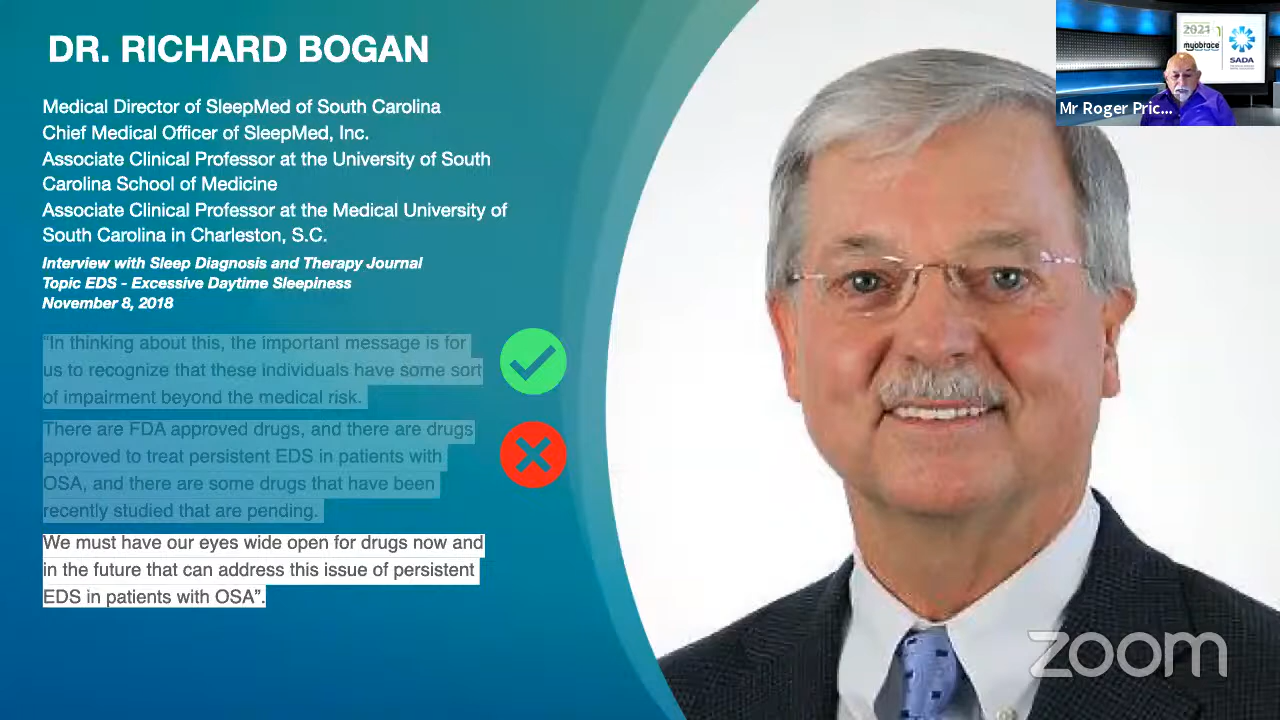 DR. RICHARD BOGAN
Medical Director of SleepMed of South Carolina
Chief Medical Officer of SleepMed, Inc.
Associate Clinical Professor at the University of South
Carolina School of Medicine
Associate Clinical Professor at the Medical University of
South Carolina in Charleston, S.C.
Interview with Sleep Diagnosis and Therapy Journal
Topic EDS - Excessive Daytime Sleepiness
November 8, 2018
“In thinking about this, the important message is for
us to recognize that these individuals have some sort
of impairment beyond the medical risk.
There are FDA approved drugs, and there are drugs
approved to treat persistent EDS in patients with
OSA, and there are some drugs that have been
recently studied that are pending.
We must have our eyes wide open for drugs now and
in the future that can address this issue of persistent
EDS in patients with OSA”.
2021
myobrace
SADA
Mr Roger Pric...
zoom